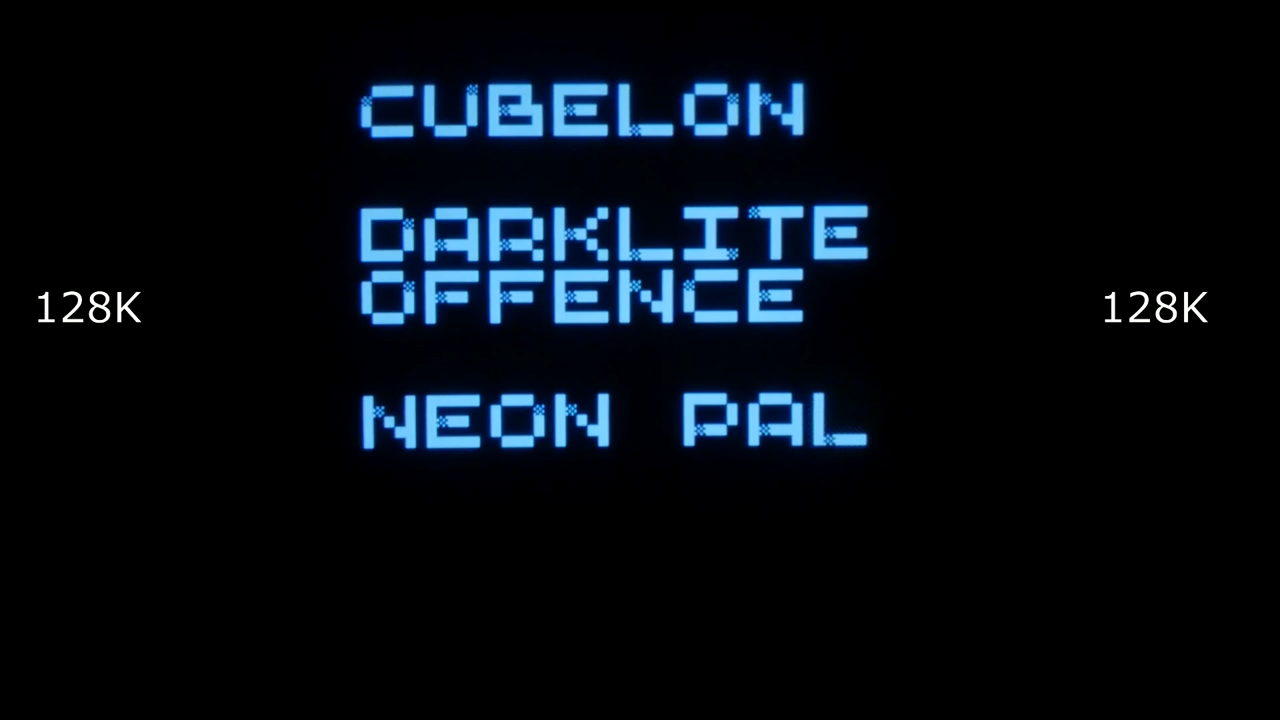 CUBELON
DARKLITE
OFFENCE
128K 128K
NEON PAL